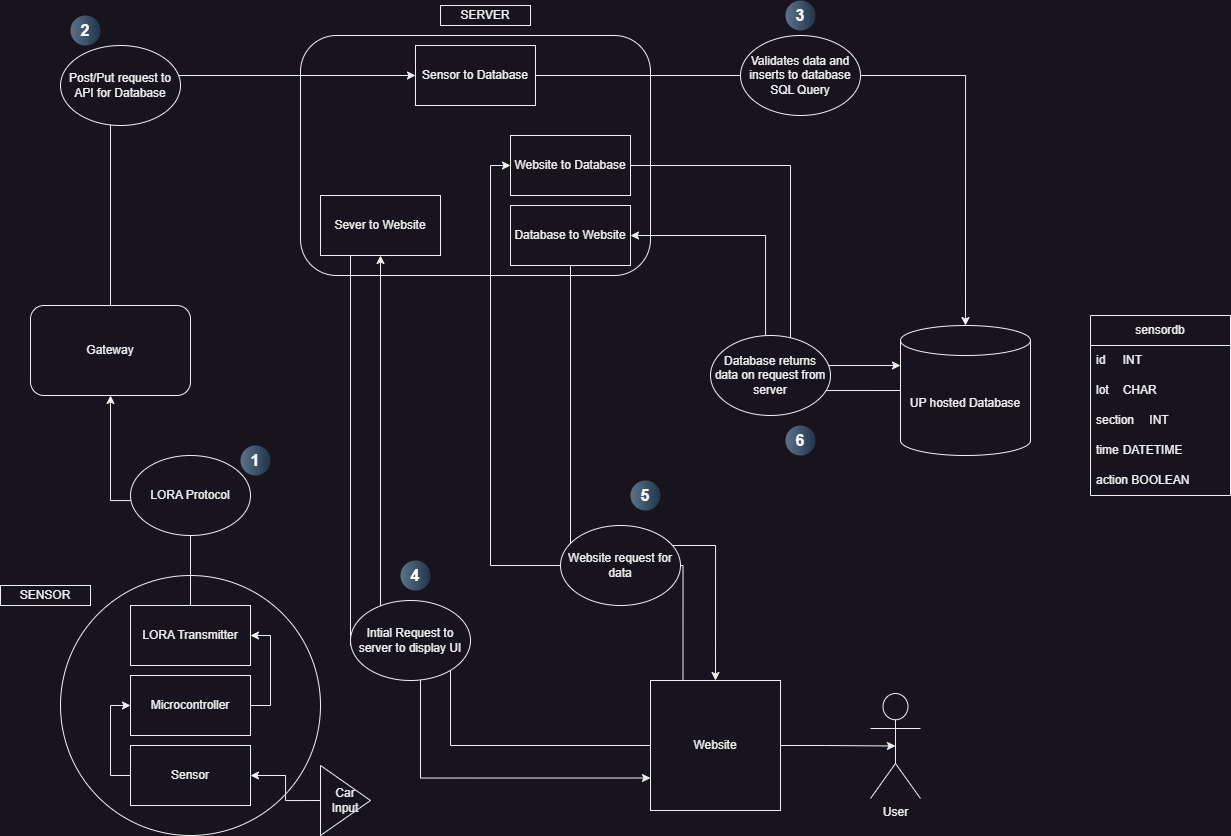 SERVER
2
3
Post/Put request to
API for Database
Sensor to Database
Validates data and
inserts to database
SQL Query
Website to Database
Sever to Website
Database to Website
Gateway
Database returns
data on request from
server
UP hosted Database
6
sensordb
id INT
lot CHAR
section INT
time DATETIME
action BOOLEAN
1
LORA Protocol
5
Website request for
data
4
Intial Request to
server to display UI
SENSOR
LORA Transmitter
Microcontroller
Sensor
Car
Input
Website
User